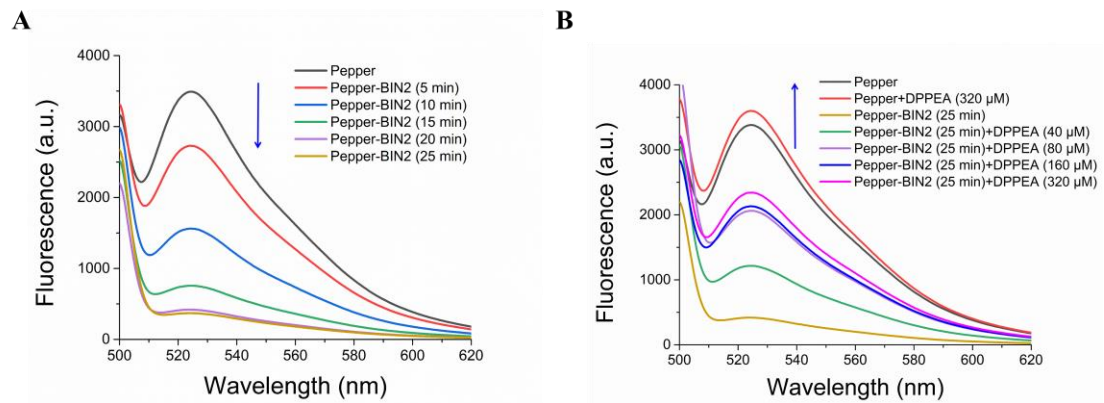 A
B
4000
3000
2000
1000
0
Fluorescence (a.u.)
500 520 540 560 580 600 620
Wavelength (nm)
Pepper
Pepper-BIN2 (5 min)
Pepper-BIN2 (10 min)
Pepper-BIN2 (15 min)
Pepper-BIN2 (20 min)
Pepper-BIN2 (25 min)
4000
3000
2000
1000
0
Fluorescence (a.u.)
500 520 540 560 580 600 620
Wavelength (nm)
Pepper
Pepper+DPPEA (320 μM)
Pepper-BIN2 (25 min)
Pepper-BIN2 (25 min)+DPPEA (40 μM)
Pepper-BIN2 (25 min)+DPPEA (80 μM)
Pepper-BIN2 (25 min)+DPPEA (160 μM)
Pepper-BIN2 (25 min)+DPPEA (320 μM)